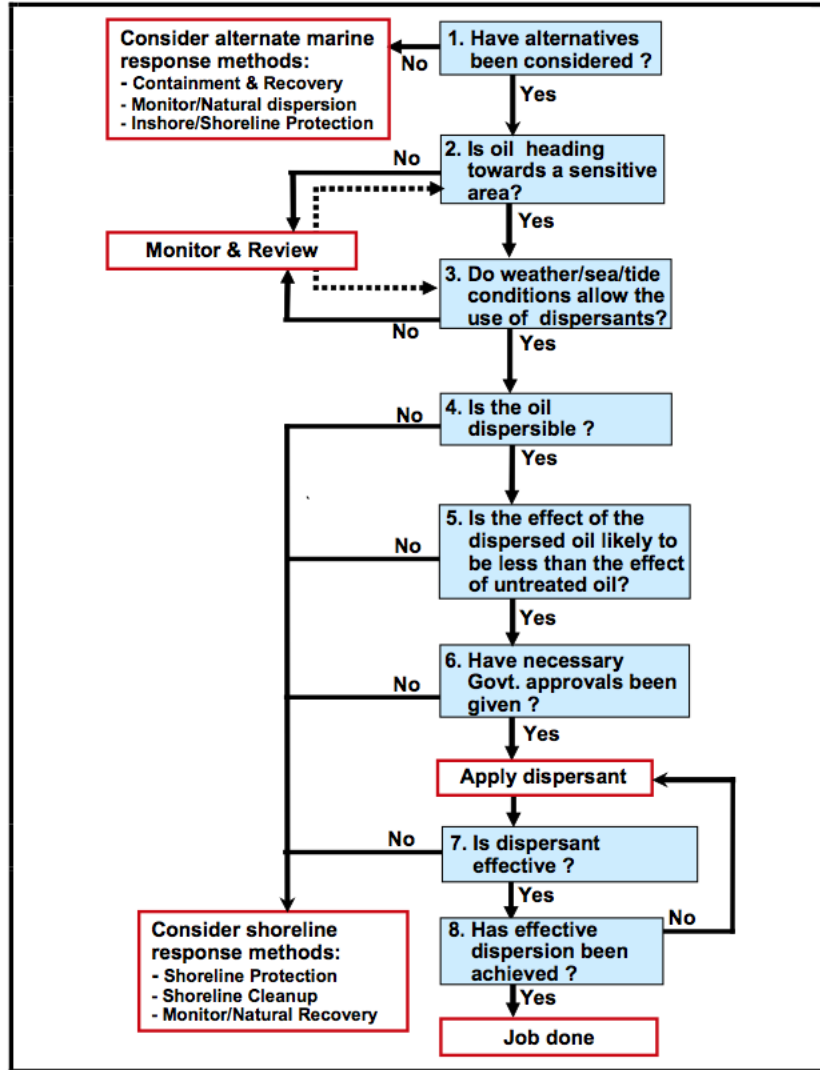 Consider alternate marine
response methods:
- Containment & Recovery
- Monitor/Natural dispersion
- Inshore/Shoreline Protection
No
1. Have alternatives
been considered ?
Yes
No
2. Is oil heading
towards a sensitive
area?
Yes
Monitor & Review
3. Do weather/sea/tide
conditions allow the
use of dispersants?
No
Yes
No
4. Is the oil
dispersible ?
Yes
5. Is the effect of the
dispersed oil likely to
be less than the effect
of untreated oil?
No
Yes
6. Have necessary
Govt. approvals been
given ?
No
Yes
Apply dispersant
No
7. Is dispersant
effective ?
Yes
No
8. Has effective
dispersion been
achieved ?
Yes
Job done
Consider shoreline
response methods:
- Shoreline Protection
- Shoreline Cleanup
- Monitor/Natural Recovery